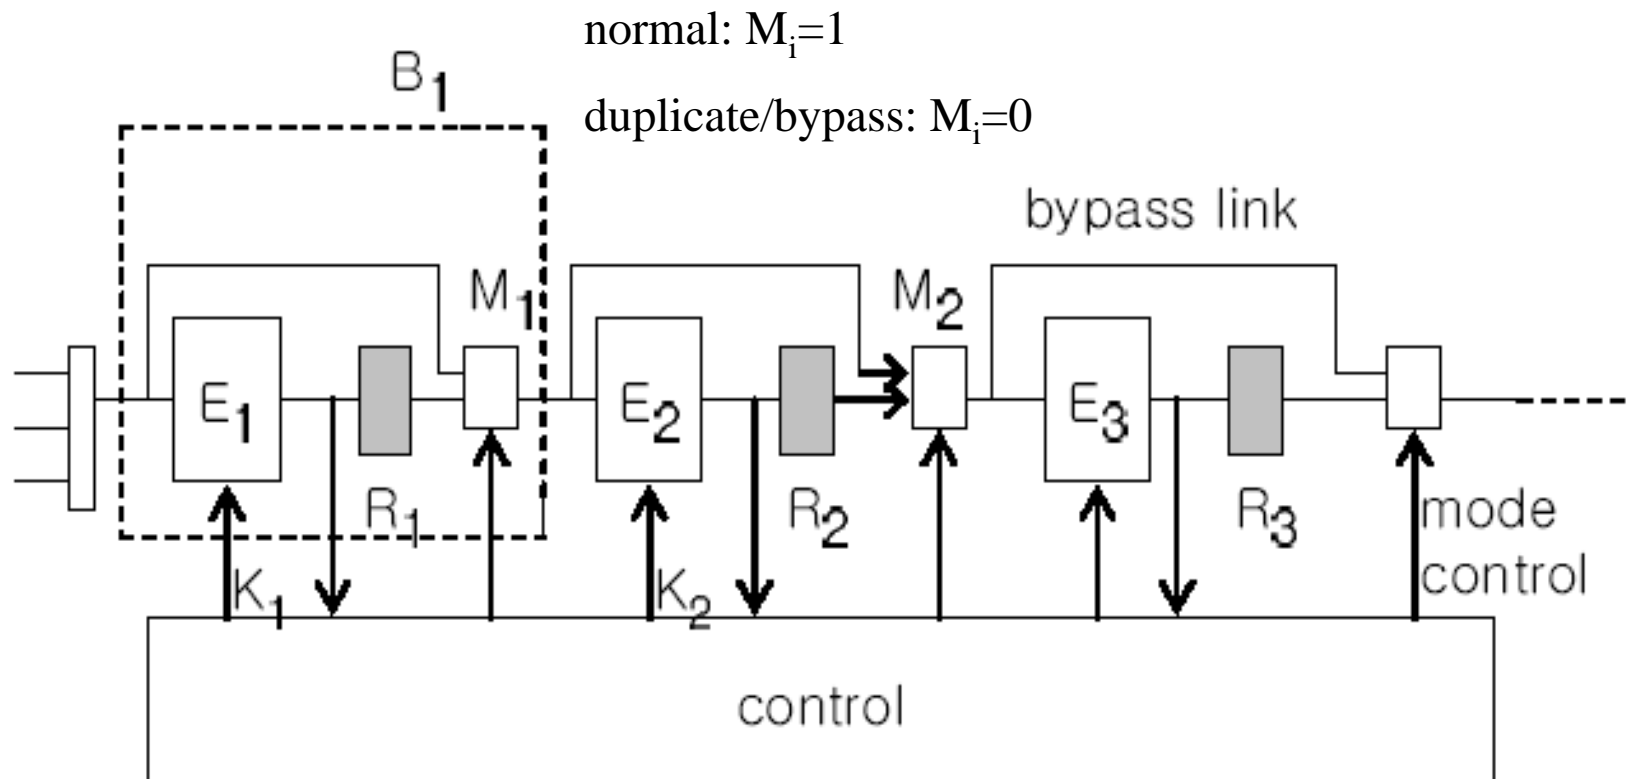 normal: Mᵢ=1
B₁
duplicate/bypass: Mᵢ=0
bypass link
M₁
M₂
E₁
E₂
E₃
R₁
R₂
R₃
mode
control
K₁
K₂
control